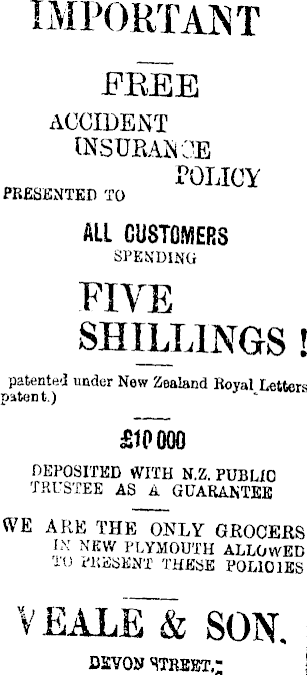 IMPORTANT
FREE
ACCIDENT
INSURANCE
POLICY
PRESENTED TO
ALL CUSTOMERS
SPENDING
FIVE
SHILLINGS !
patented under New Zealand Royal Letters
patent.)
£10 000
DEPOSITED WITH N.Z. PUBLIC
TRUSTEE AS A GUARANTEE
WE ARE THE ONLY GROCERS
IN NEW PLYMOUTH ALLOWED
TO PRESENT THESE POLICIES
VEALE & SON.
DEVON STREET.